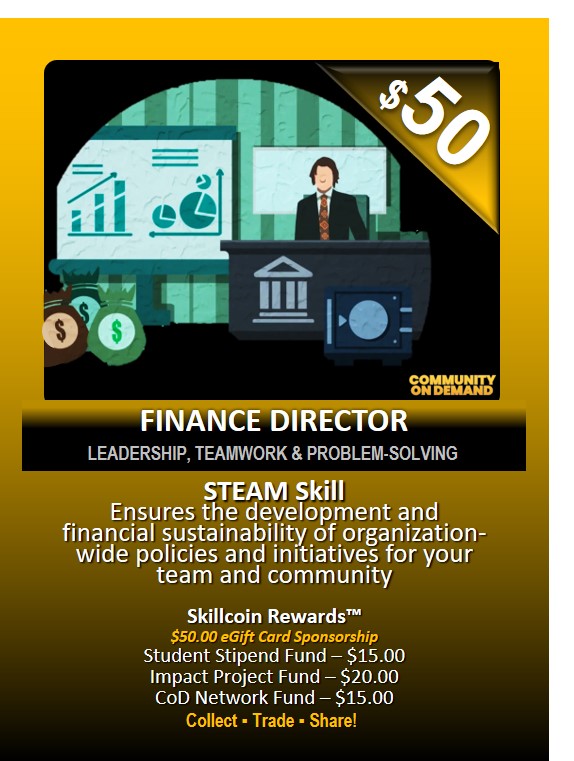 $50
$
$
$
COMMUNITY
ON DEMAND
FINANCE DIRECTOR
LEADERSHIP, TEAMWORK & PROBLEM-SOLVING
STEAM Skill
Ensures the development and
financial sustainability of organization-
wide policies and initiatives for your
team and community
Skillcoin Rewards™
$50.00 eGift Card Sponsorship
Student Stipend Fund – $15.00
Impact Project Fund – $20.00
CoD Network Fund – $15.00
Collect ▪ Trade ▪ Share!